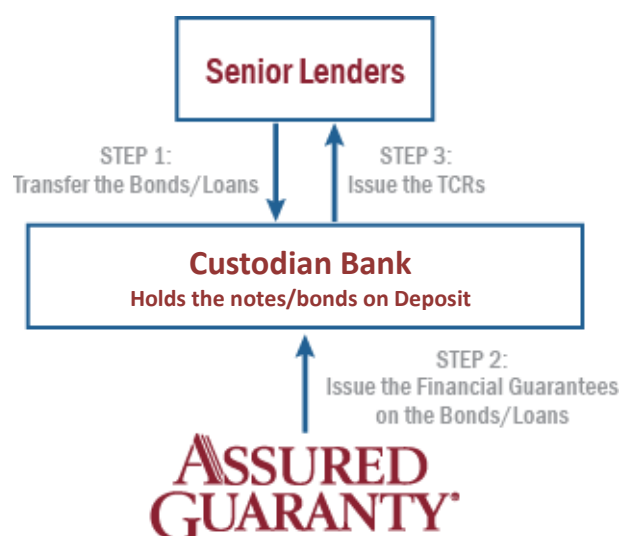 Senior Lenders
STEP 1:
Transfer the Bonds/Loans
STEP 3:
Issue the TCRs
Custodian Bank
Holds the notes/bonds on Deposit
STEP 2:
Issue the Financial Guarantees
on the Bonds/Loans
ASSURED
GUARANTY®